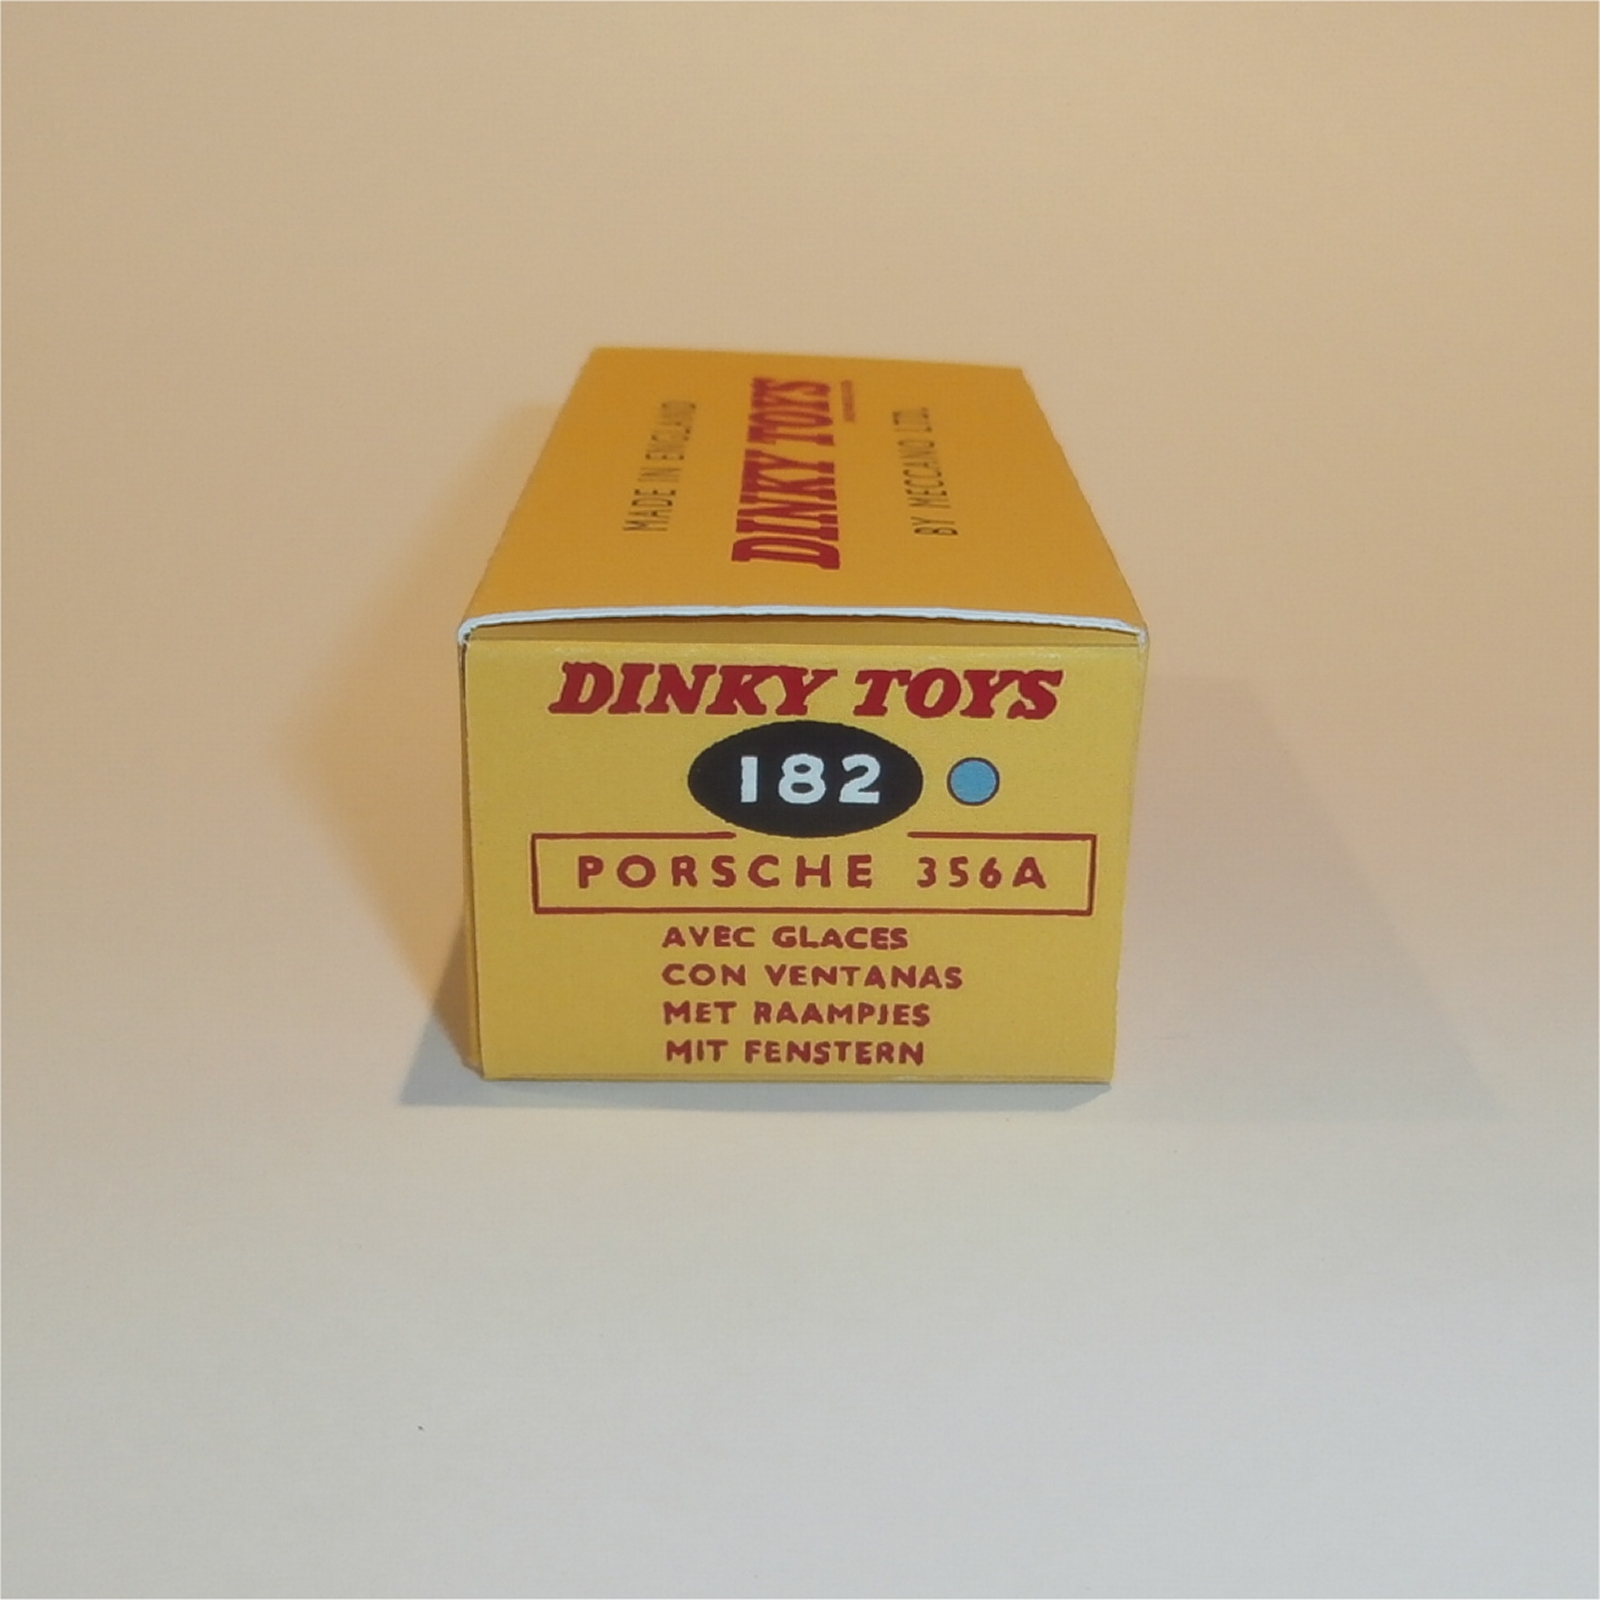 MADE IN ENGLAND
DINKY TOYS
BY MECCANO LTD.
DINKY TOYS
182
PORSCHE 356A
AVEC GLACES
CON VENTANAS
MET RAAMPJES
MIT FENSTERN